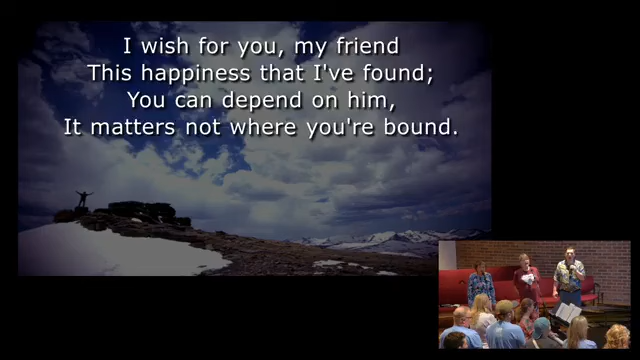 I wish for you, my friend
This happiness that I've found;
You can depend on him,
It matters not where you're bound.